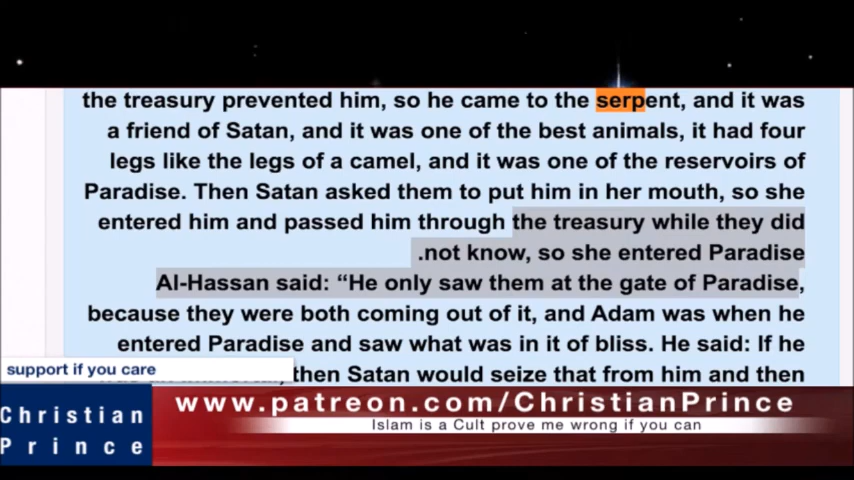 the treasury prevented him, so he came to the serpent, and it was
a friend of Satan, and it was one of the best animals, it had four
legs like the legs of a camel, and it was one of the reservoirs of
Paradise. Then Satan asked them to put him in her mouth, so she
entered him and passed him through the treasury while they did
.not know, so she entered Paradise
Al-Hassan said: “He only saw them at the gate of Paradise,
because they were both coming out of it, and Adam was when he
entered Paradise and saw what was in it of bliss. He said: If he
then Satan would seize that from him and then
support if you care
Christian
Prince
www.patreon.com/ChristianPrince
Islam is a Cult prove me wrong if you can